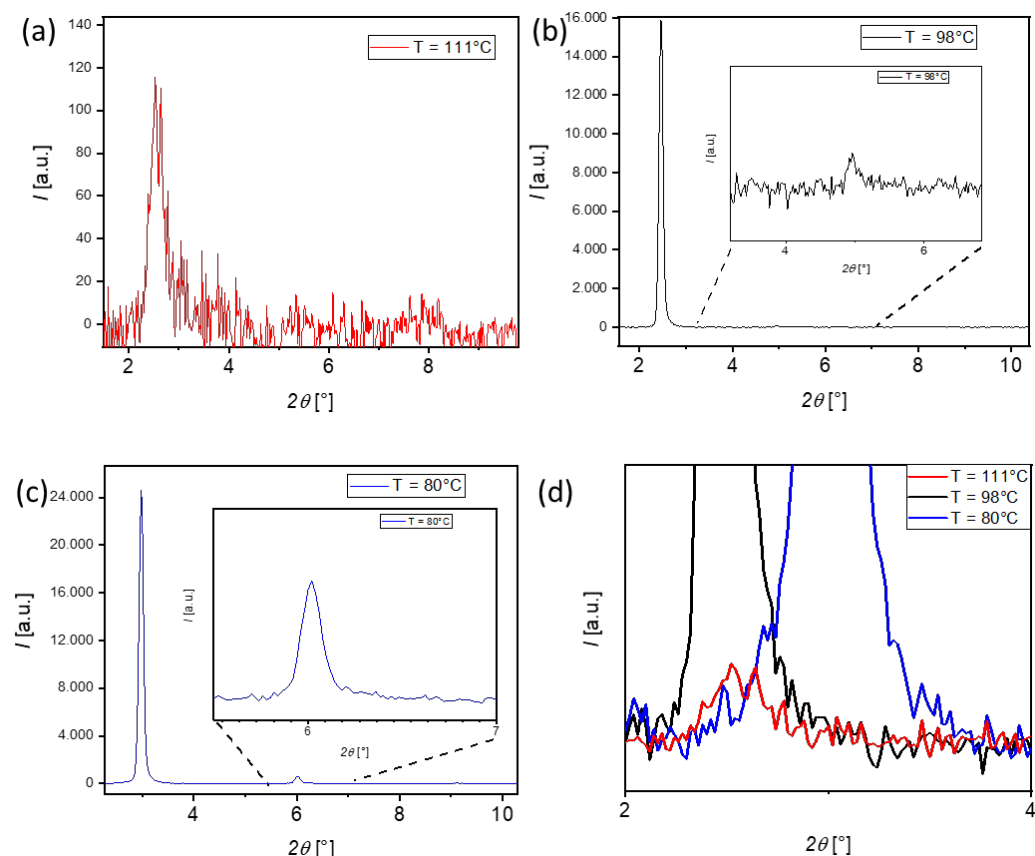 (a)
T = 111°C
140
120
100
80
60
40
20
0
2 4 6 8
I [a.u.]
2θ [°]
(b)
T = 98°C
16.000
14.000
12.000
10.000
8.000
6.000
4.000
2.000
0
2 4 6 8 10
I [a.u.]
2θ [°]
T = 98°C
I [a.u.]
4 6
2θ [°]
(c)
T = 80°C
24.000
20.000
16.000
12.000
8.000
4.000
0
4 6 8 10
I [a.u.]
2θ [°]
T = 80°C
I [a.u.]
6 7
2θ [°]
(d)
T = 111°C
T = 98°C
T = 80°C
I [a.u.]
2 4
2θ [°]